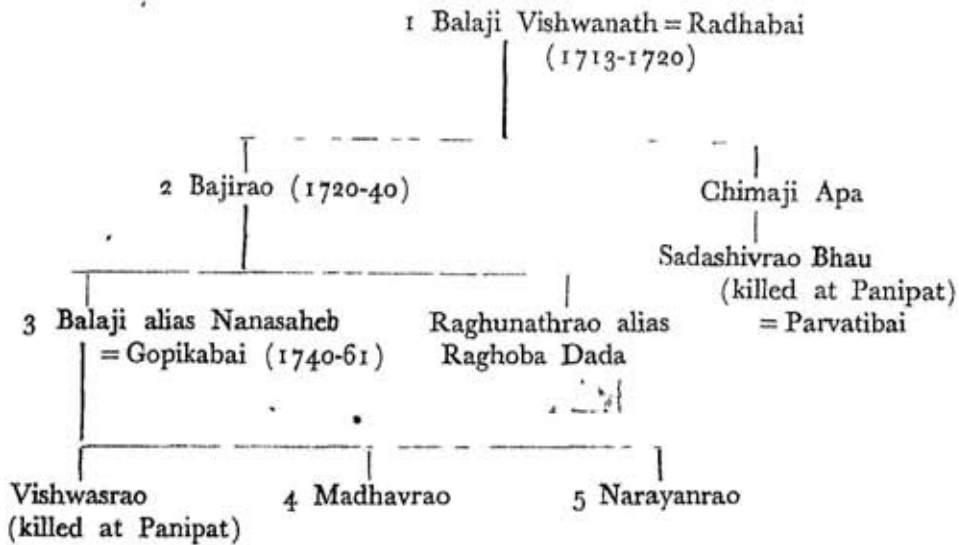 1 Balaji Vishwanath = Radhabai
(1713-1720)
2 Bajirao (1720-40)
Chimaji Apa
Sadashivrao Bhau
(killed at Panipat)
= Parvatibai
3 Balaji alias Nanasaheb
= Gopikabai (1740-61)
Raghunathrao alias
Raghoba Dada
Vishwasrao
(killed at Panipat)
4 Madhavrao
5 Narayanrao